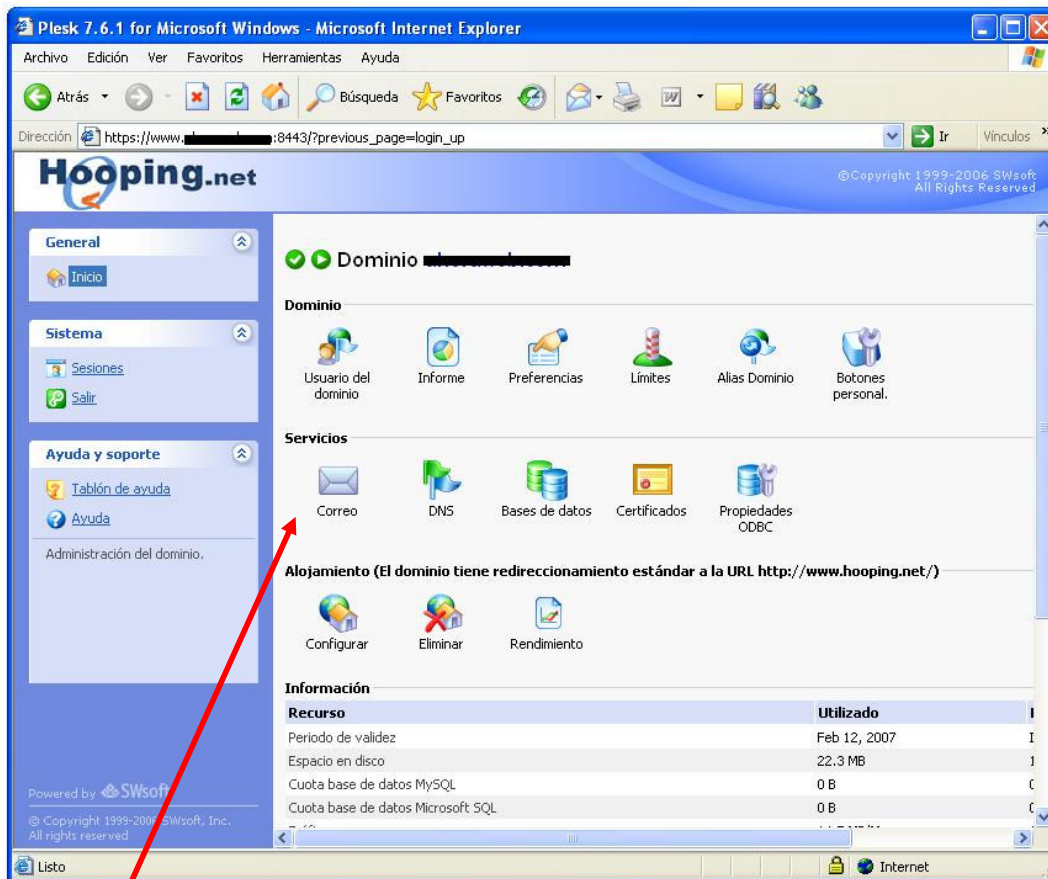 Plesk 7.6.1 for Microsoft Windows - Microsoft Internet Explorer
Archivo Edición Ver Favoritos Herramientas Ayuda
Atrás Búsqueda Favoritos
Dirección https://www. :8443/?previous_page=login_up Ir Vínculos »
Hooping.net
©Copyright 1999-2006 SWsoft
All Rights Reserved
General
Inicio
Sistema
Sesiones
Salir
Ayuda y soporte
Tablón de ayuda
Ayuda
Administración del dominio.
Powered by SWsoft
© Copyright 1999-2006 SWsoft, Inc.
All rights reserved
Dominio
Dominio
Usuario del dominio
Informe
Preferencias
Límites
Alias Dominio
Botones personal.
Servicios
Correo
DNS
Bases de datos
Certificados
Propiedades ODBC
Alojamiento (El dominio tiene redireccionamiento estándar a la URL http://www.hooping.net/)
Configurar
Eliminar
Rendimiento
Información
Recurso Utilizado
Periodo de validez Feb 12, 2007
Espacio en disco 22.3 MB
Cuota base de datos MySQL 0 B
Cuota base de datos Microsoft SQL 0 B
Listo Internet